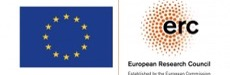 erc
European Research Council
Established by the European Commission